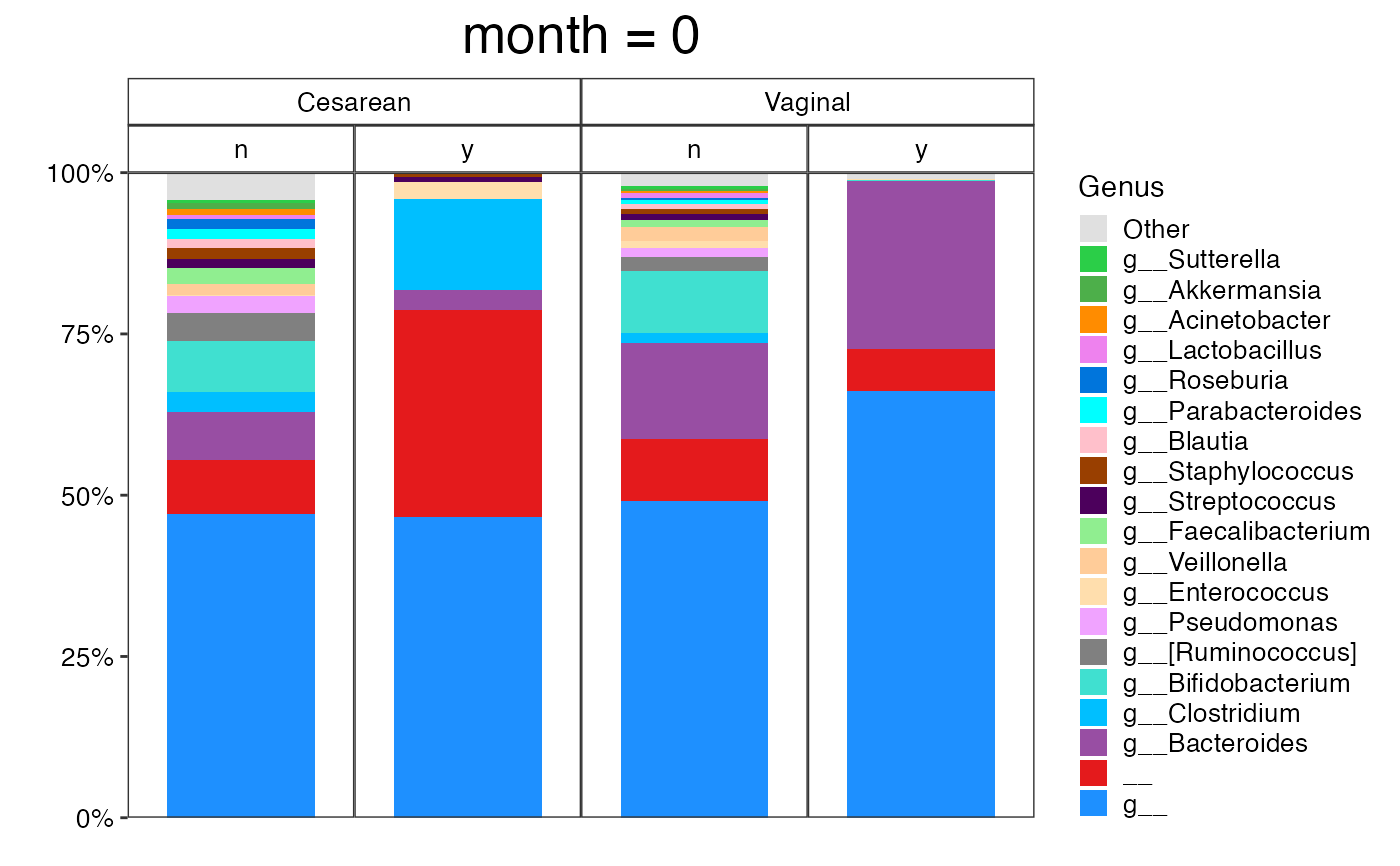 month = 0
Cesarean
Vaginal
n
y
n
y
100%
75%
50%
25%
0%
Genus
Other
g__Sutterella
g__Akkermansia
g__Acinetobacter
g__Lactobacillus
g__Roseburia
g__Parabacteroides
g__Blautia
g__Staphylococcus
g__Streptococcus
g__Faecalibacterium
g__Veillonella
g__Enterococcus
g__Pseudomonas
g__[Ruminococcus]
g__Bifidobacterium
g__Clostridium
g__Bacteroides
__
g__